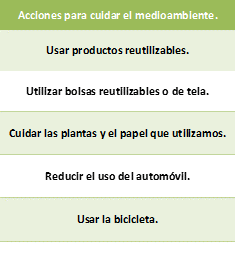 Acciones para cuidar el medioambiente.
Usar productos reutilizables.
Utilizar bolsas reutilizables o de tela.
Cuidar las plantas y el papel que utilizamos.
Reducir el uso del automóvil.
Usar la bicicleta.